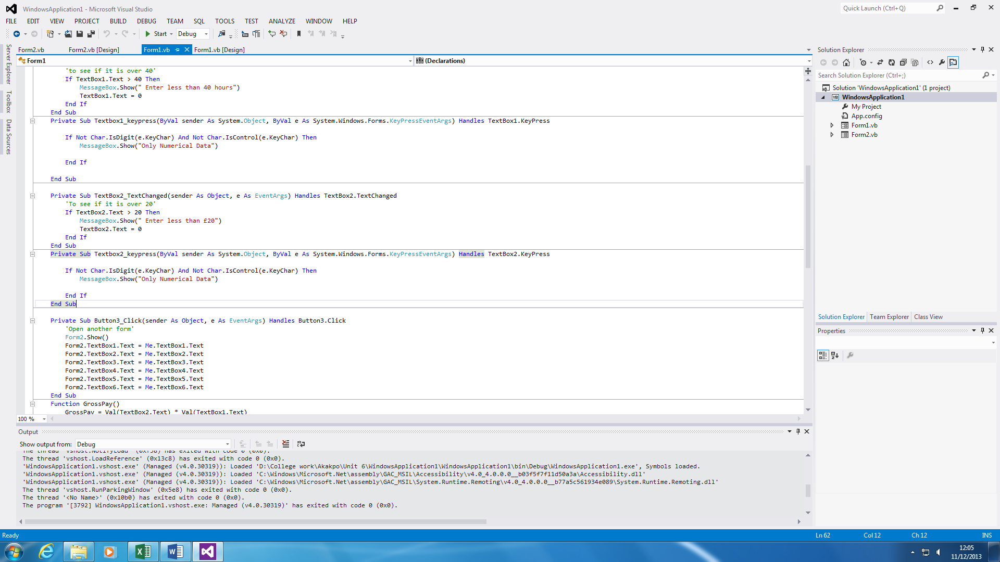 WindowsApplication1 - Microsoft Visual Studio
Quick Launch (Ctrl+Q)
FILE EDIT VIEW PROJECT BUILD DEBUG TEAM SQL TOOLS TEST ANALYZE WINDOW HELP
Start Debug
Server Explorer
Toolbox
Data Sources
Form2.vb Form2.vb [Design] Form1.vb Form1.vb [Design]
Form1 (Declarations)
'to see if it is over 40'
If TextBox1.Text > 40 Then
MessageBox.Show(" Enter less than 40 hours")
TextBox1.Text = 0
End If
End Sub
Private Sub Textbox1_keypress(ByVal sender As System.Object, ByVal e As System.Windows.Forms.KeyPressEventArgs) Handles TextBox1.KeyPress
If Not Char.IsDigit(e.KeyChar) And Not Char.IsControl(e.KeyChar) Then
MessageBox.Show("Only Numerical Data")
End If
End Sub
Private Sub TextBox2_TextChanged(sender As Object, e As EventArgs) Handles TextBox2.TextChanged
'To see if it is over 20'
If TextBox2.Text > 20 Then
MessageBox.Show(" Enter less than £20")
TextBox2.Text = 0
End If
End Sub
Private Sub Textbox2_keypress(ByVal sender As System.Object, ByVal e As System.Windows.Forms.KeyPressEventArgs) Handles TextBox2.KeyPress
If Not Char.IsDigit(e.KeyChar) And Not Char.IsControl(e.KeyChar) Then
MessageBox.Show("Only Numerical Data")
End If
End Sub
Private Sub Button3_Click(sender As Object, e As EventArgs) Handles Button3.Click
'Open another form'
Form2.Show()
Form2.TextBox1.Text = Me.TextBox1.Text
Form2.TextBox2.Text = Me.TextBox2.Text
Form2.TextBox3.Text = Me.TextBox3.Text
Form2.TextBox4.Text = Me.TextBox4.Text
Form2.TextBox5.Text = Me.TextBox5.Text
Form2.TextBox6.Text = Me.TextBox6.Text
End Sub
Function GrossPay()
GrossPay = Val(TextBox2.Text) * Val(TextBox1.Text)
100 %
Output
Show output from: Debug
The thread 'vshost.NotifyLoad' (0xf58) has exited with code 0 (0x0).
The thread 'vshost.LoadReference' (0x13c8) has exited with code 0 (0x0).
'WindowsApplication1.vshost.exe' (Managed (v4.0.30319)): Loaded 'D:\College work\Akakpo\Unit 6\WindowsApplication1\WindowsApplication1\bin\Debug\WindowsApplication1.exe', Symbols loaded.
'WindowsApplication1.vshost.exe' (Managed (v4.0.30319)): Loaded 'C:\Windows\Microsoft.Net\assembly\GAC_MSIL\Accessibility\v4.0_4.0.0.0__b03f5f7f11d50a3a\Accessibility.dll'
'WindowsApplication1.vshost.exe' (Managed (v4.0.30319)): Loaded 'C:\Windows\Microsoft.Net\assembly\GAC_MSIL\System.Runtime.Remoting\v4.0_4.0.0.0__b77a5c561934e089\System.Runtime.Remoting.dll'
The thread 'vshost.RunParkingWindow' (0x5e8) has exited with code 0 (0x0).
The thread '<No Name>' (0x10b0) has exited with code 0 (0x0).
The program '[3792] WindowsApplication1.vshost.exe: Managed (v4.0.30319)' has exited with code 0 (0x0).
Solution Explorer
Search Solution Explorer (Ctrl+;)
Solution 'WindowsApplication1' (1 project)
WindowsApplication1
My Project
App.config
Form1.vb
Form2.vb
Solution Explorer Team Explorer Class View
Properties
Ready Ln 62 Col 12 Ch 12 INS
12:05
11/12/2013